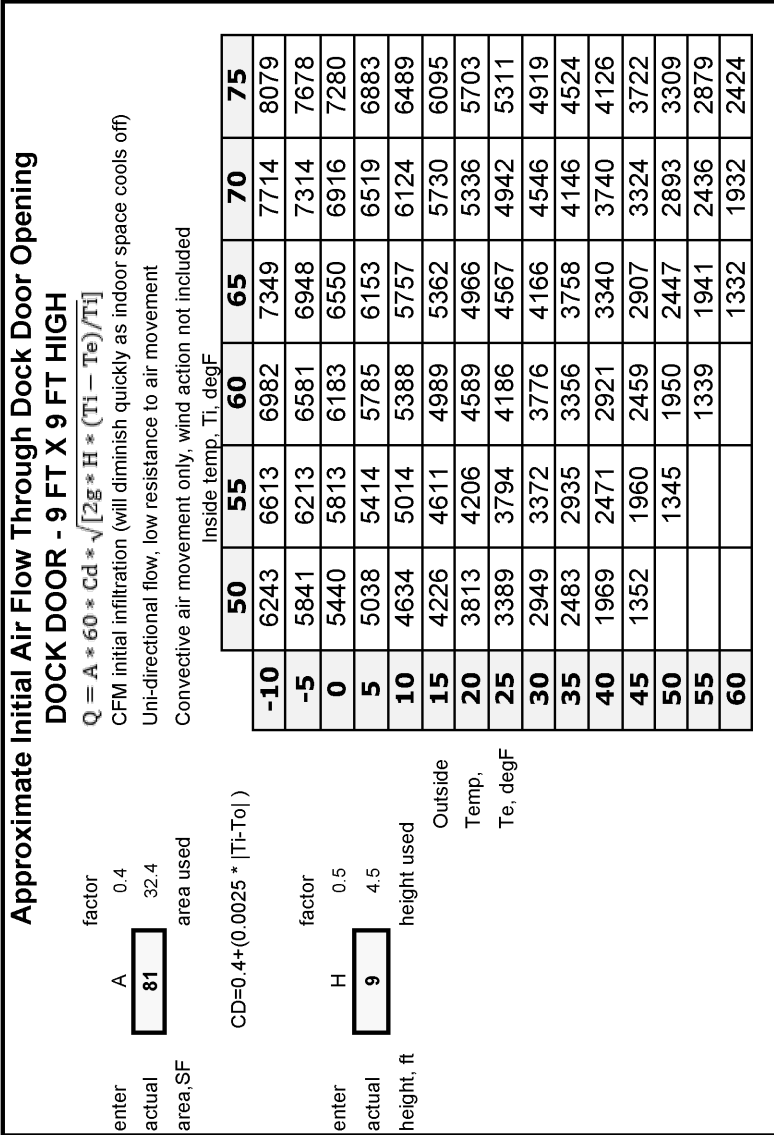 Approximate Initial Air Flow Through Dock Door Opening
DOCK DOOR - 9 FT X 9 FT HIGH
Q = A * 60 * Cd * √[2g * H * (Ti − Te)/Ti]
CFM initial infiltration (will diminish quickly as indoor space cools off)
Uni-directional flow, low resistance to air movement
Convective air movement only, wind action not included
enter A factor
actual 81 0.4
area,SF 32.4
area used
CD=0.4+(0.0025 * |Ti-To| )
enter H factor
actual 9 0.5
height, ft 4.5
height used
Outside
Temp,
Te, degF
Inside temp, Ti, degF
50 55 60 65 70 75
-10 6243 6613 6982 7349 7714 8079
-5 5841 6213 6581 6948 7314 7678
0 5440 5813 6183 6550 6916 7280
5 5038 5414 5785 6153 6519 6883
10 4634 5014 5388 5757 6124 6489
15 4226 4611 4989 5362 5730 6095
20 3813 4206 4589 4966 5336 5703
25 3389 3794 4186 4567 4942 5311
30 2949 3372 3776 4166 4546 4919
35 2483 2935 3356 3758 4146 4524
40 1969 2471 2921 3340 3740 4126
45 1352 1960 2459 2907 3324 3722
50 1345 1950 2447 2893 3309
55 1339 1941 2436 2879
60 1332 1932 2424